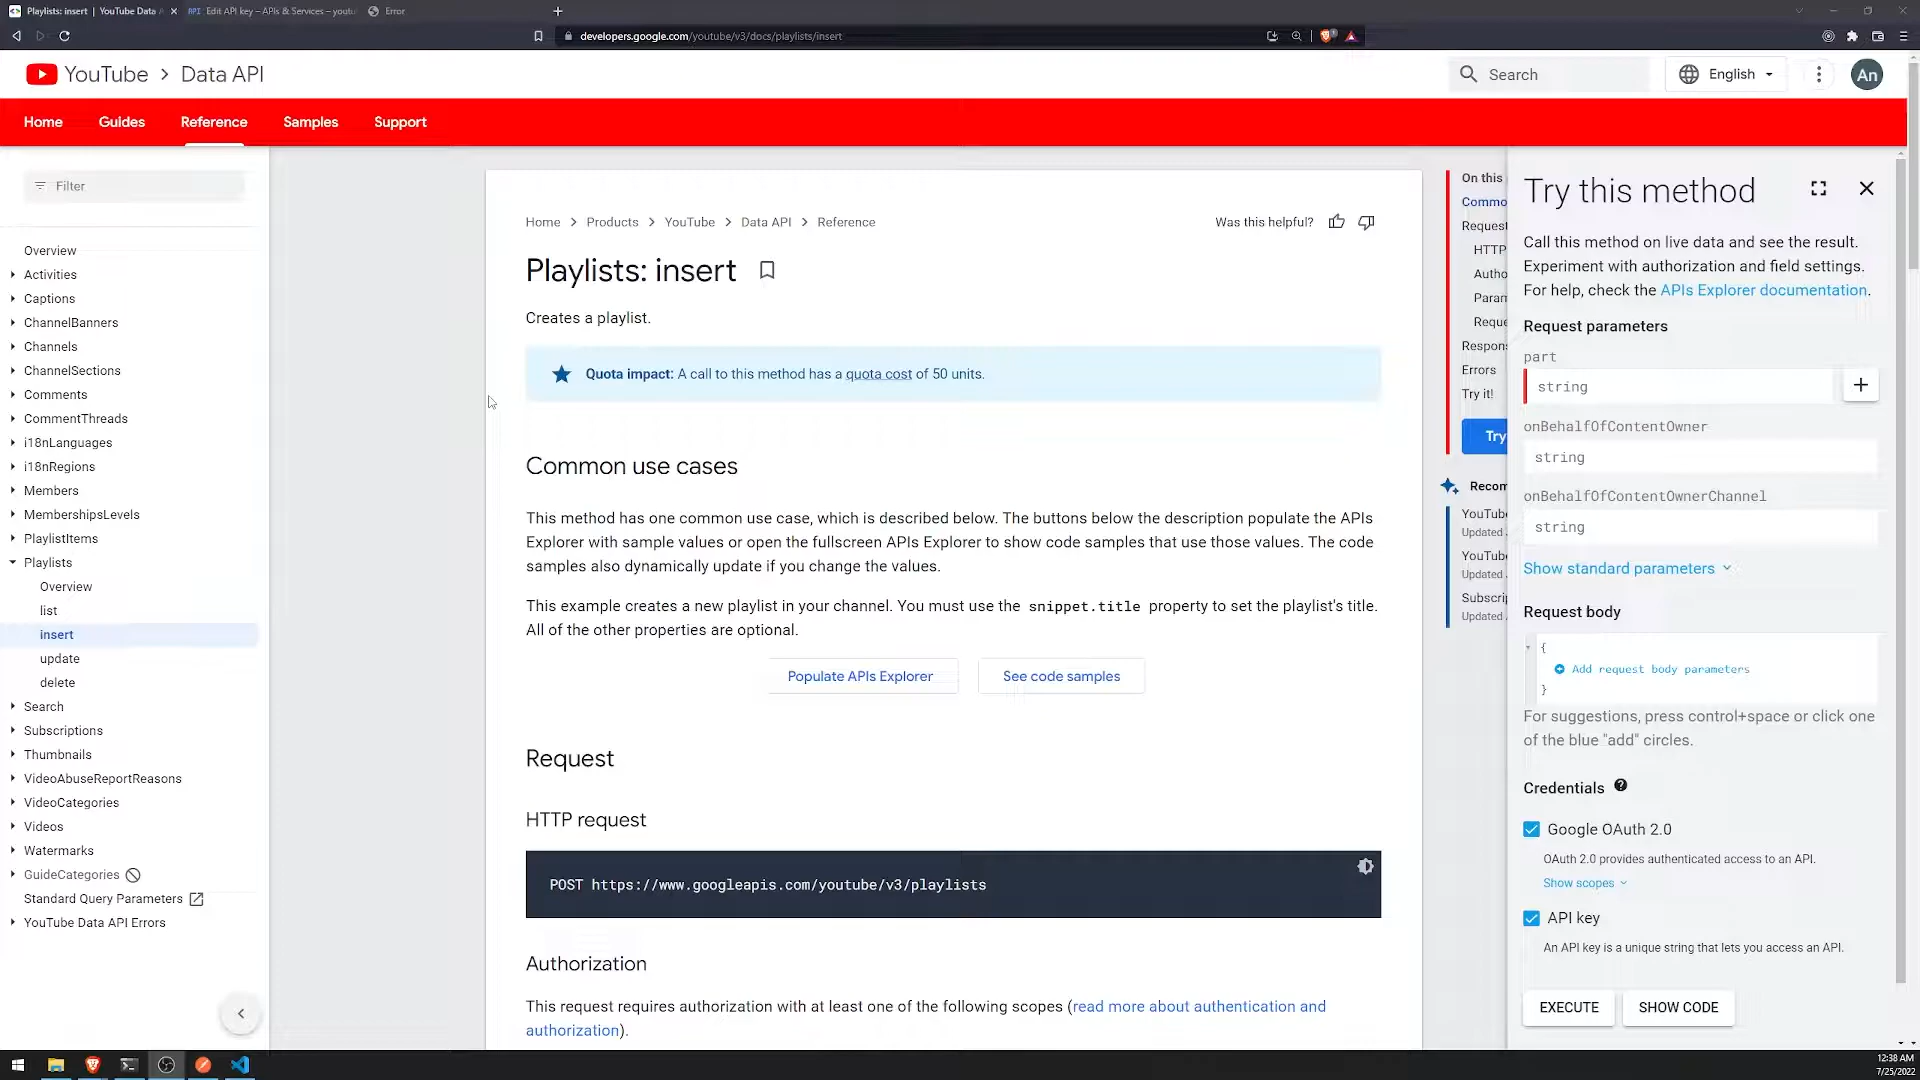 Playlists: insert | YouTube Data A
API Edit API key – APIs & Services – youtu
Error
developers.google.com/youtube/v3/docs/playlists/insert
YouTube > Data API
Search
English
An
Home
Guides
Reference
Samples
Support
Filter
Overview
Activities
Captions
ChannelBanners
Channels
ChannelSections
Comments
CommentThreads
i18nLanguages
i18nRegions
Members
MembershipsLevels
PlaylistItems
Playlists
Overview
list
insert
update
delete
Search
Subscriptions
Thumbnails
VideoAbuseReportReasons
VideoCategories
Videos
Watermarks
GuideCategories
Standard Query Parameters
YouTube Data API Errors
Home > Products > YouTube > Data API > Reference
Was this helpful?
Playlists: insert
Creates a playlist.
Quota impact: A call to this method has a quota cost of 50 units.
Common use cases
This method has one common use case, which is described below. The buttons below the description populate the APIs
Explorer with sample values or open the fullscreen APIs Explorer to show code samples that use those values. The code
samples also dynamically update if you change the values.
This example creates a new playlist in your channel. You must use the snippet.title property to set the playlist's title.
All of the other properties are optional.
Populate APIs Explorer
See code samples
Request
HTTP request
POST https://www.googleapis.com/youtube/v3/playlists
Authorization
This request requires authorization with at least one of the following scopes (read more about authentication and
authorization).
On this
Commo
Request
HTTP
Autho
Param
Reque
Respon
Errors
Try it!
Try
Recom
YouTube
Updated
YouTube
Updated
Subscrip
Updated
Try this method
Call this method on live data and see the result.
Experiment with authorization and field settings.
For help, check the APIs Explorer documentation.
Request parameters
part
string
onBehalfOfContentOwner
string
onBehalfOfContentOwnerChannel
string
Show standard parameters
Request body
{
Add request body parameters
}
For suggestions, press control+space or click one
of the blue "add" circles.
Credentials
Google OAuth 2.0
OAuth 2.0 provides authenticated access to an API.
Show scopes
API key
An API key is a unique string that lets you access an API.
EXECUTE
SHOW CODE
12:38 AM
7/25/2022